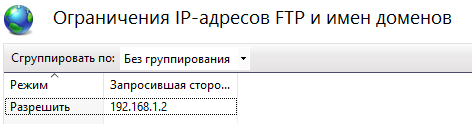 Ограничения IP-адресов FTP и имен доменов
Сгруппировать по: Без группирования
Режим Запросившая сторо...
Разрешить 192.168.1.2